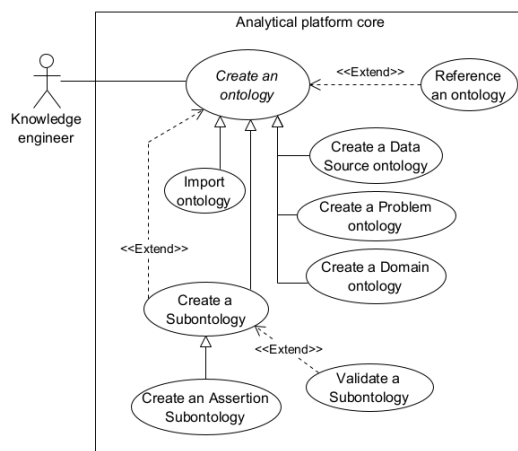 Analytical platform core
Create an
ontology
<<Extend>>
Reference
an ontology
Knowledge
engineer
Create a Data
Source ontology
Import
ontology
Create a Problem
ontology
<<Extend>>
Create a Domain
ontology
Create a
Subontology
<<Extend>>
Validate a
Subontology
Create an Assertion
Subontology